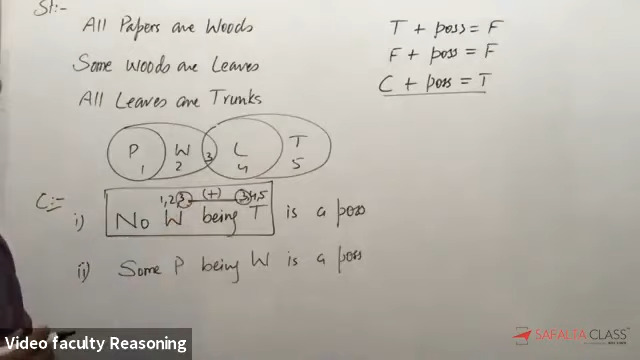 St:-
All Papers are Woods
Some Woods are Leaves
All Leaves are Trunks
T + poss = F
F + poss = F
C + poss = T
P W L T
1 2 3 4 5
C:-
1,2,3 (+) 3,4,5
i) No W being T is a poss
ii) Some P being W is a poss
Video faculty Reasoning
SAFALTA CLASS